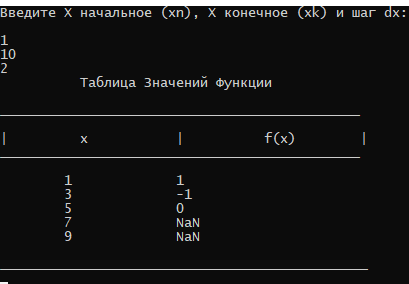 Введите X начальное (xn), X конечное (xk) и шаг dx:
1
10
2
Таблица Значений Функции
| x | f(x) |
1 1
3 -1
5 0
7 NaN
9 NaN